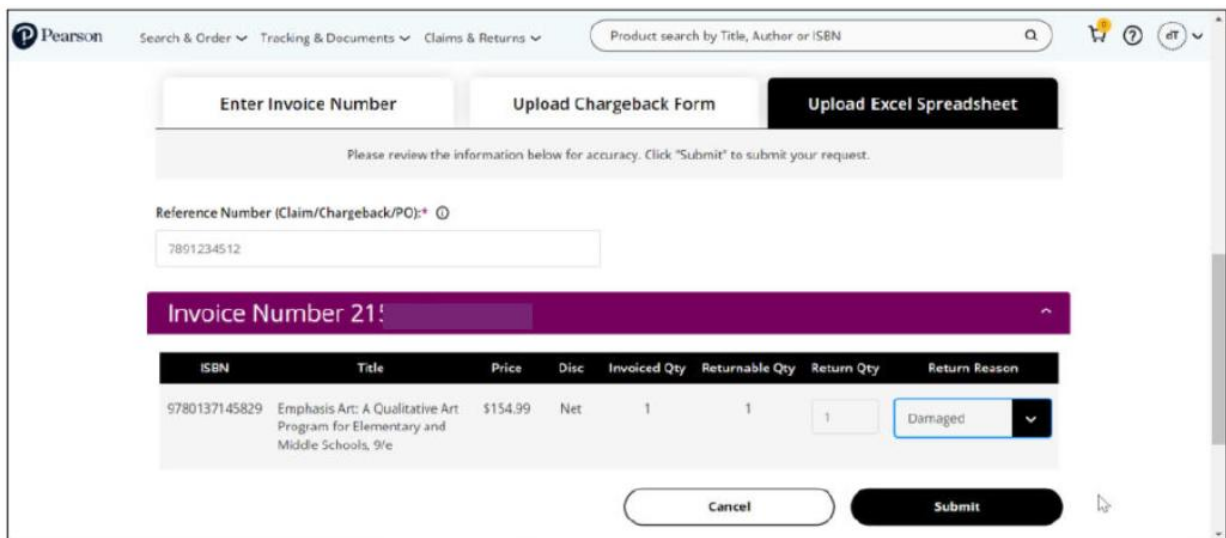 Pearson
Search & Order Tracking & Documents Claims & Returns Product search by Title, Author or ISBN 0 dT
Enter Invoice Number Upload Chargeback Form Upload Excel Spreadsheet
Please review the information below for accuracy. Click "Submit" to submit your request.
Reference Number (Claim/Chargeback/PO):*
7891234512
Invoice Number 215
ISBN Title Price Disc Invoiced Qty Returnable Qty Return Qty Return Reason
9780137145829 Emphasis Art: A Qualitative Art $154.99 Net 1 1 1 Damaged
Program for Elementary and
Middle Schools, 9/e
Cancel Submit